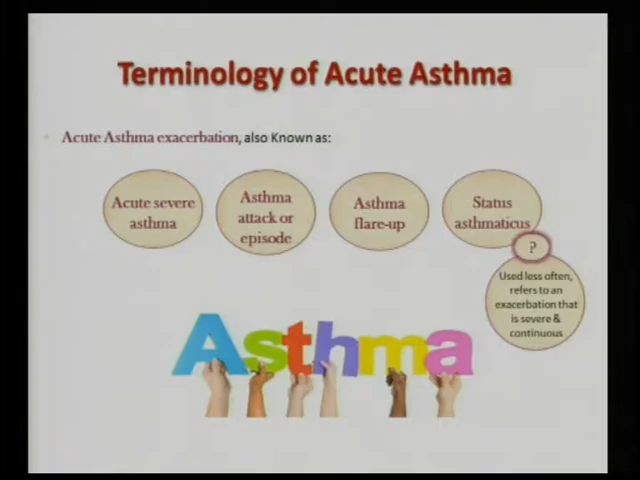 Terminology of Acute Asthma
Acute Asthma exacerbation, also Known as:
Acute severe
asthma
Asthma
attack or
episode
Asthma
flare-up
Status
asthmaticus
?
Used less often,
refers to an
exacerbation that
is severe &
continuous
Asthma